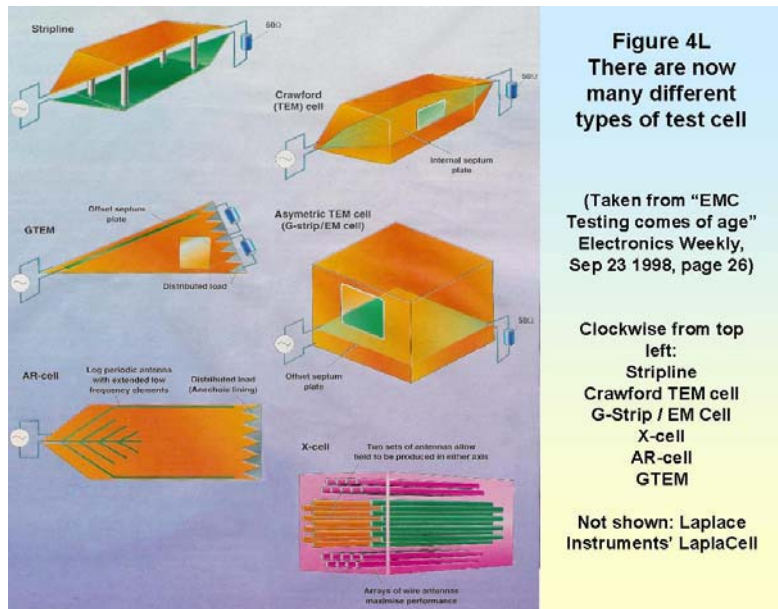 Stripline
50Ω
Crawford
(TEM) cell
50Ω
Internal septum
plate
GTEM
Offset septum
plate
Distributed load
Asymetric TEM cell
(G-strip/EM cell)
50Ω
Offset septum
plate
AR-cell
Log periodic antenna
with extended low
frequency elements
Distributed load
(Anechoic lining)
X-cell
Two sets of antennas allow
field to be produced in either axis
Arrays of wire antennas
maximise performance
Figure 4L
There are now
many different
types of test cell
(Taken from “EMC
Testing comes of age”
Electronics Weekly,
Sep 23 1998, page 26)
Clockwise from top
left:
Stripline
Crawford TEM cell
G-Strip / EM Cell
X-cell
AR-cell
GTEM
Not shown: Laplace
Instruments' LaplaCell